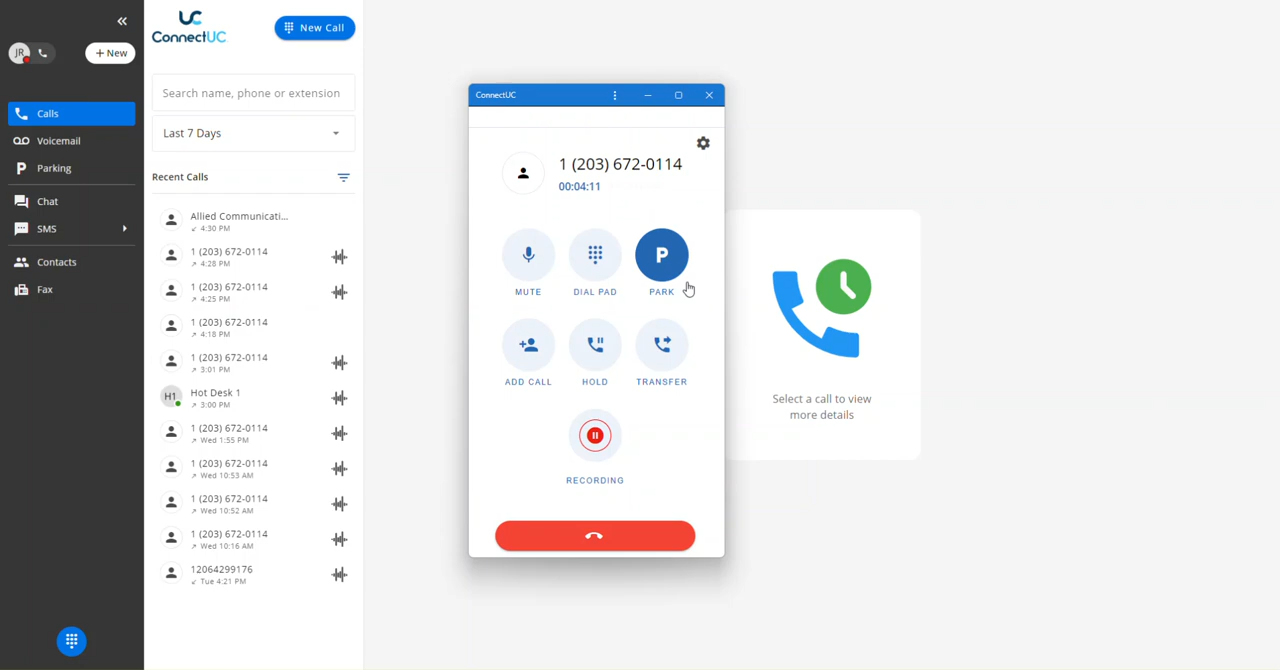 JR
+ New
Calls
Voicemail
P Parking
Chat
SMS
Contacts
Fax
UC
ConnectUC
New Call
Search name, phone or extension
Last 7 Days
Recent Calls
Allied Communicati...
↙ 4:30 PM
1 (203) 672-0114
↗ 4:28 PM
1 (203) 672-0114
↗ 4:25 PM
1 (203) 672-0114
↗ 4:18 PM
1 (203) 672-0114
↗ 3:01 PM
H1 Hot Desk 1
↗ 3:00 PM
1 (203) 672-0114
↗ Wed 1:55 PM
1 (203) 672-0114
↗ Wed 10:53 AM
1 (203) 672-0114
↗ Wed 10:52 AM
1 (203) 672-0114
↗ Wed 10:16 AM
12064299176
↙ Tue 4:21 PM
ConnectUC
1 (203) 672-0114
00:04:11
P
MUTE DIAL PAD PARK
ADD CALL HOLD TRANSFER
RECORDING
Select a call to view
more details